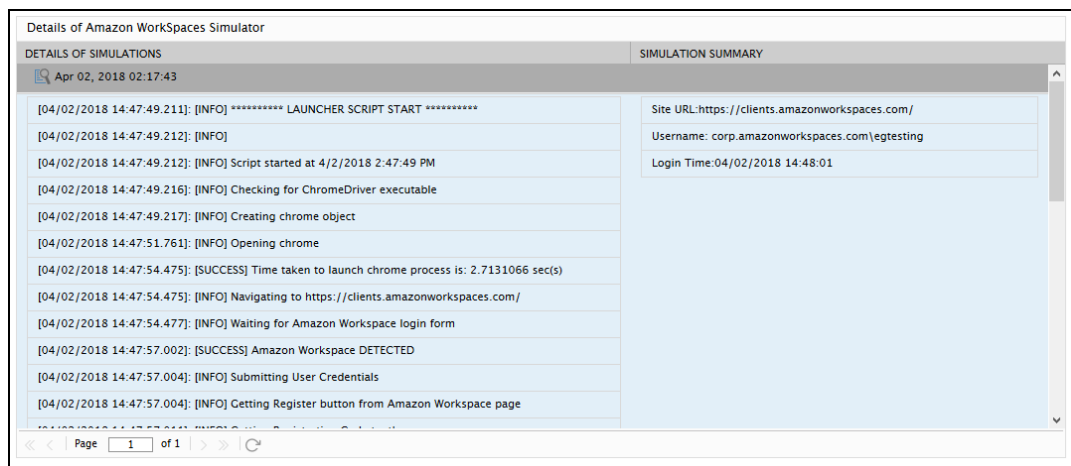 Details of Amazon WorkSpaces Simulator
DETAILS OF SIMULATIONS
SIMULATION SUMMARY
Apr 02, 2018 02:17:43
[04/02/2018 14:47:49.211]: [INFO] ********** LAUNCHER SCRIPT START **********
[04/02/2018 14:47:49.212]: [INFO]
[04/02/2018 14:47:49.212]: [INFO] Script started at 4/2/2018 2:47:49 PM
[04/02/2018 14:47:49.216]: [INFO] Checking for ChromeDriver executable
[04/02/2018 14:47:49.217]: [INFO] Creating chrome object
[04/02/2018 14:47:51.761]: [INFO] Opening chrome
[04/02/2018 14:47:54.475]: [SUCCESS] Time taken to launch chrome process is: 2.7131066 sec(s)
[04/02/2018 14:47:54.475]: [INFO] Navigating to https://clients.amazonworkspaces.com/
[04/02/2018 14:47:54.477]: [INFO] Waiting for Amazon Workspace login form
[04/02/2018 14:47:57.002]: [SUCCESS] Amazon Workspace DETECTED
[04/02/2018 14:47:57.004]: [INFO] Submitting User Credentials
[04/02/2018 14:47:57.004]: [INFO] Getting Register button from Amazon Workspace page
Site URL:https://clients.amazonworkspaces.com/
Username: corp.amazonworkspaces.com\egtesting
Login Time:04/02/2018 14:48:01
Page 1 of 1